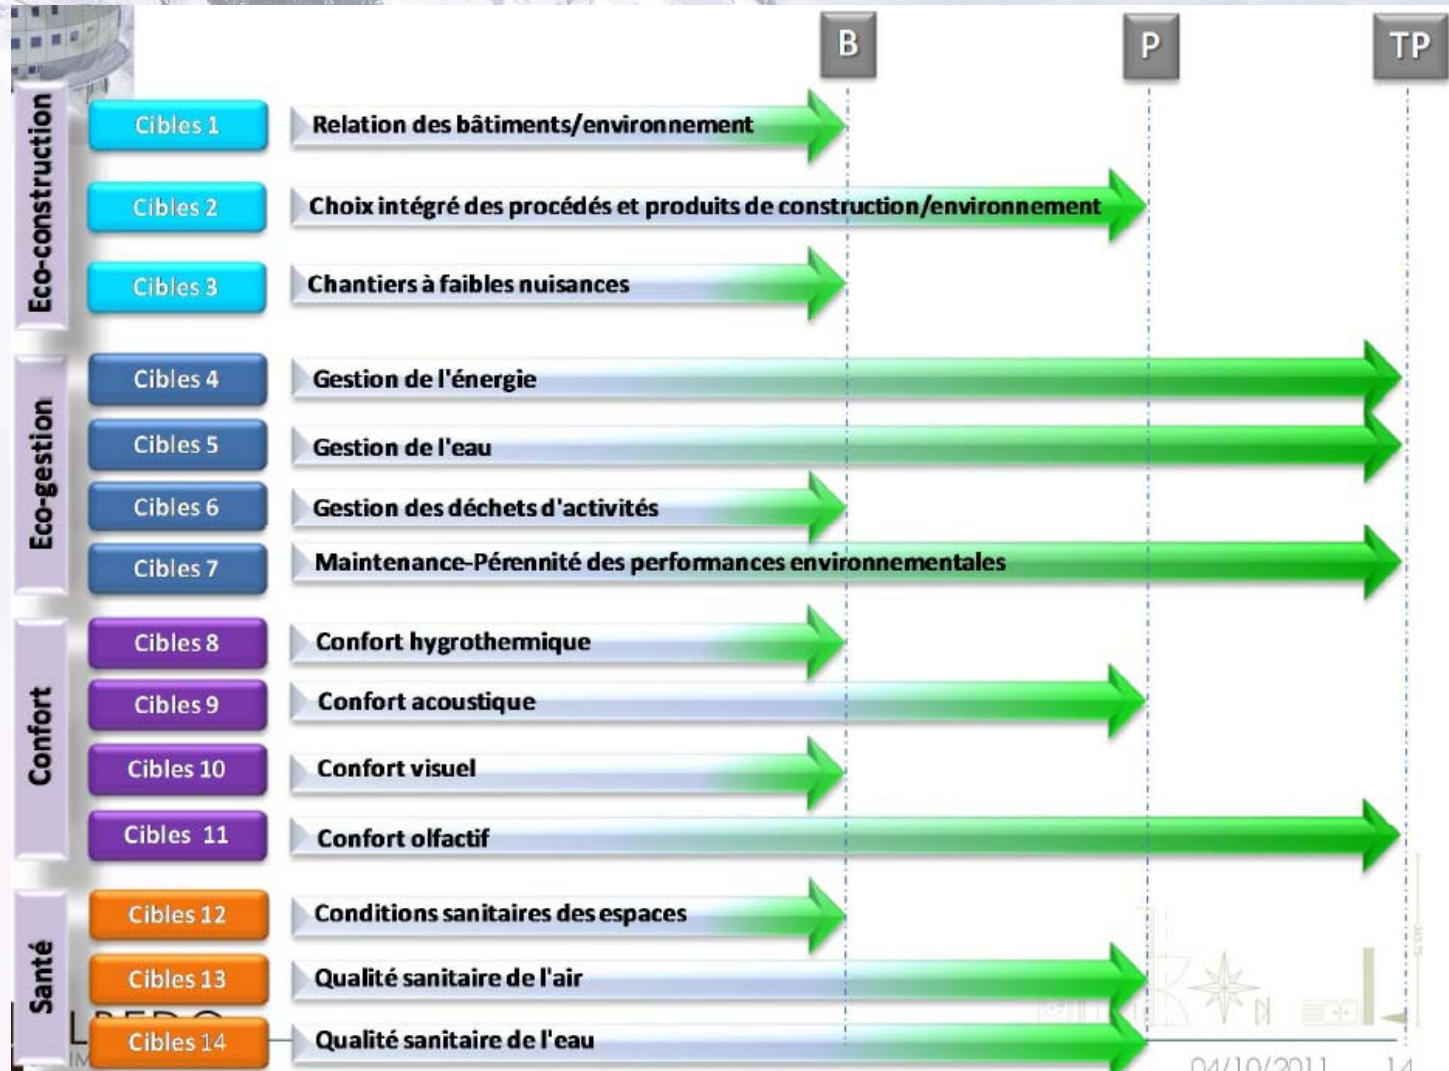 B P TP
Eco-construction
Cibles 1 Relation des bâtiments/environnement
Cibles 2 Choix intégré des procédés et produits de construction/environnement
Cibles 3 Chantiers à faibles nuisances
Eco-gestion
Cibles 4 Gestion de l'énergie
Cibles 5 Gestion de l'eau
Cibles 6 Gestion des déchets d'activités
Cibles 7 Maintenance-Pérennité des performances environnementales
Confort
Cibles 8 Confort hygrothermique
Cibles 9 Confort acoustique
Cibles 10 Confort visuel
Cibles 11 Confort olfactif
Santé
Cibles 12 Conditions sanitaires des espaces
Cibles 13 Qualité sanitaire de l'air
Cibles 14 Qualité sanitaire de l'eau
04/10/2011 14